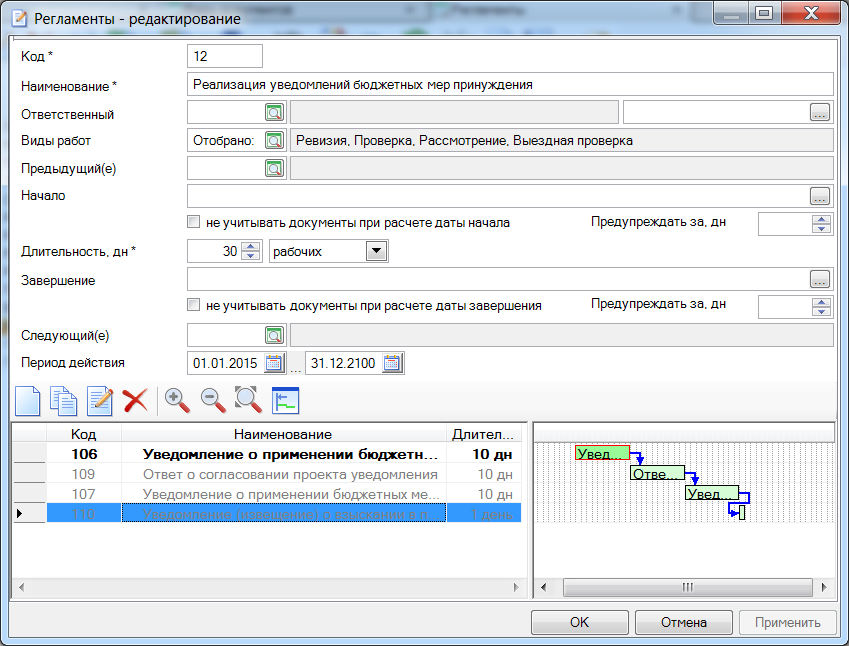 Регламенты - редактирование
Код *
12
Наименование *
Реализация уведомлений бюджетных мер принуждения
Ответственный
...
Виды работ
Отобрано:
Ревизия, Проверка, Рассмотрение, Выездная проверка
Предыдущий(е)
Начало
...
не учитывать документы при расчете даты начала
Предупреждать за, дн
Длительность, дн *
30
рабочих
Завершение
...
не учитывать документы при расчете даты завершения
Предупреждать за, дн
Следующий(е)
Период действия
01.01.2015 ... 31.12.2100
Код Наименование Длител...
106 Уведомление о применении бюджетн... 10 дн
109 Ответ о согласовании проекта уведомления 10 дн
107 Уведомление о применении бюджетных ме... 10 дн
110 Уведомление (извещение) о взыскании в п... 1 день
Увед...
Отве...
Увед...
OK Отмена Применить